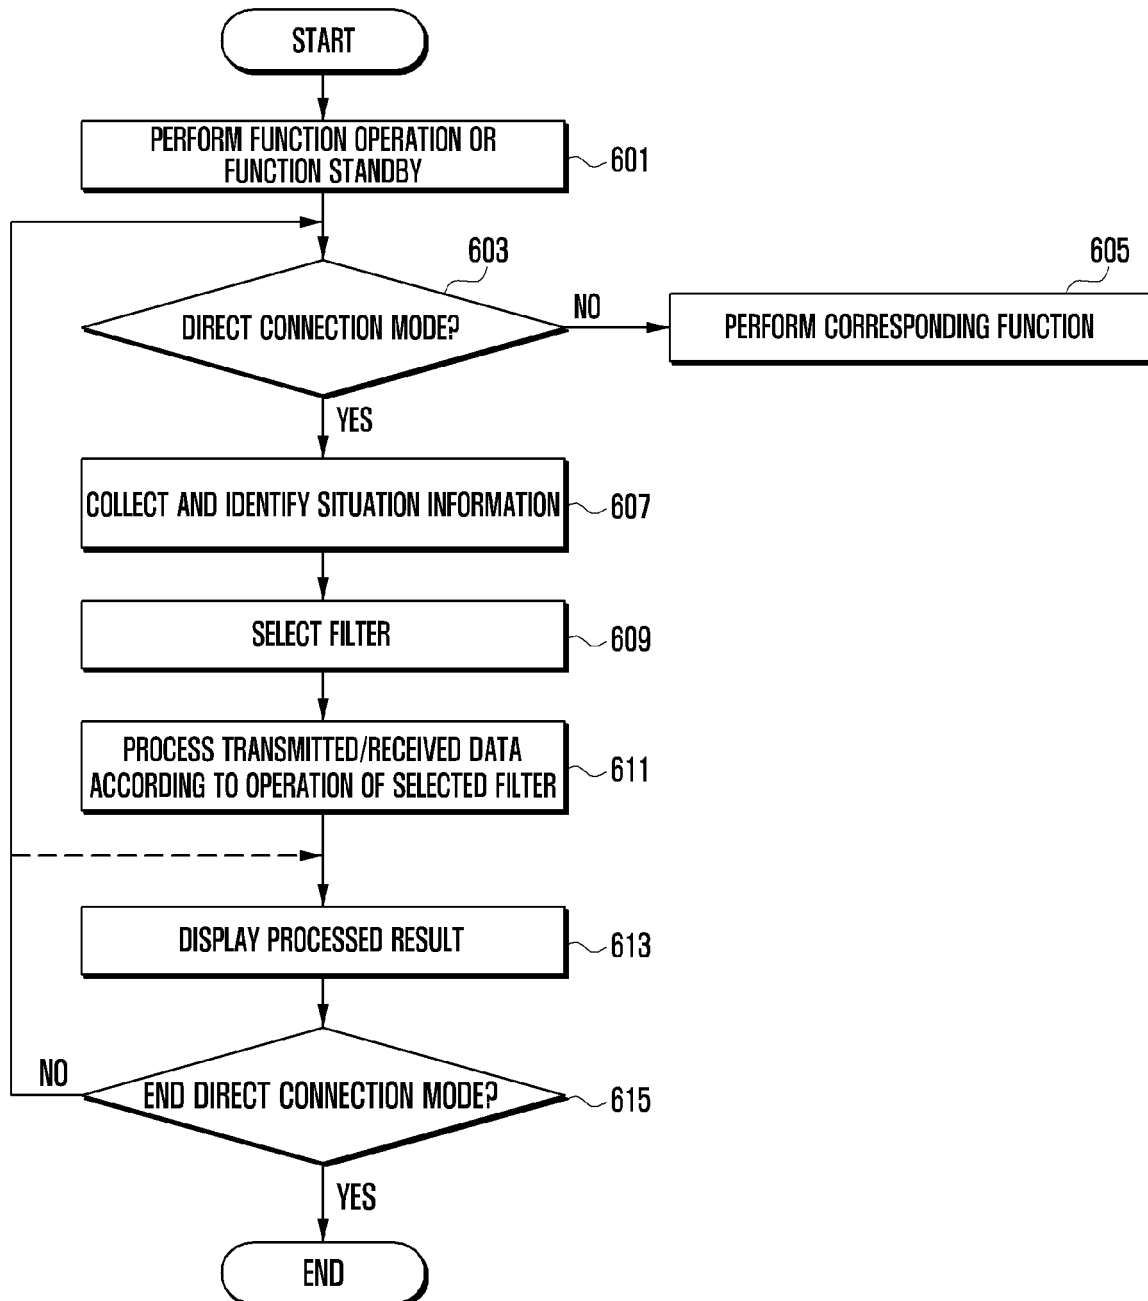 START
PERFORM FUNCTION OPERATION OR
FUNCTION STANDBY
601
603
605
DIRECT CONNECTION MODE?
NO
PERFORM CORRESPONDING FUNCTION
YES
COLLECT AND IDENTIFY SITUATION INFORMATION
607
SELECT FILTER
609
PROCESS TRANSMITTED/RECEIVED DATA
ACCORDING TO OPERATION OF SELECTED FILTER
611
DISPLAY PROCESSED RESULT
613
NO
END DIRECT CONNECTION MODE?
615
YES
END